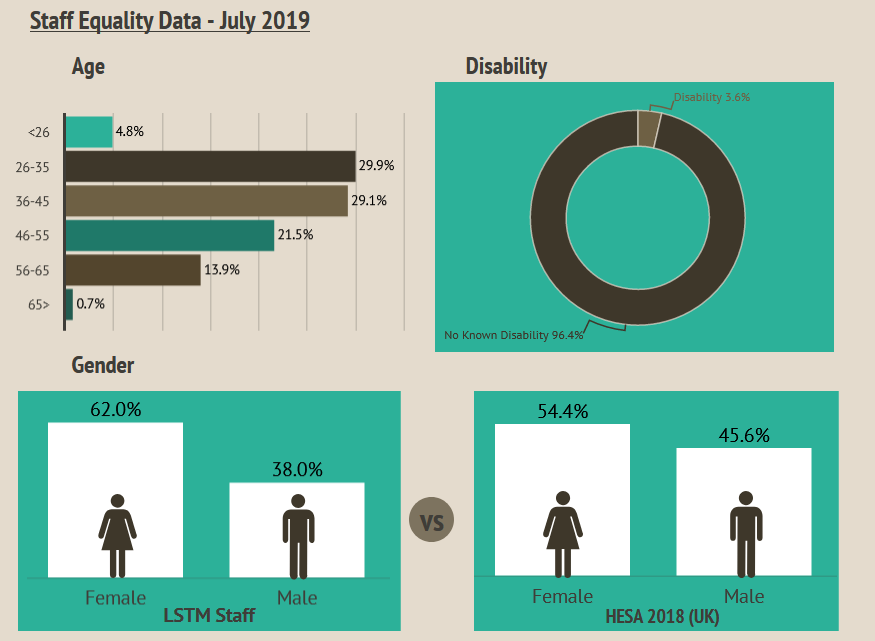 Staff Equality Data - July 2019
Age
<26 4.8%
26-35 29.9%
36-45 29.1%
46-55 21.5%
56-65 13.9%
65> 0.7%
Disability
Disability 3.6%
No Known Disability 96.4%
Gender
62.0%
38.0%
Female Male
LSTM Staff
VS
54.4%
45.6%
Female Male
HESA 2018 (UK)